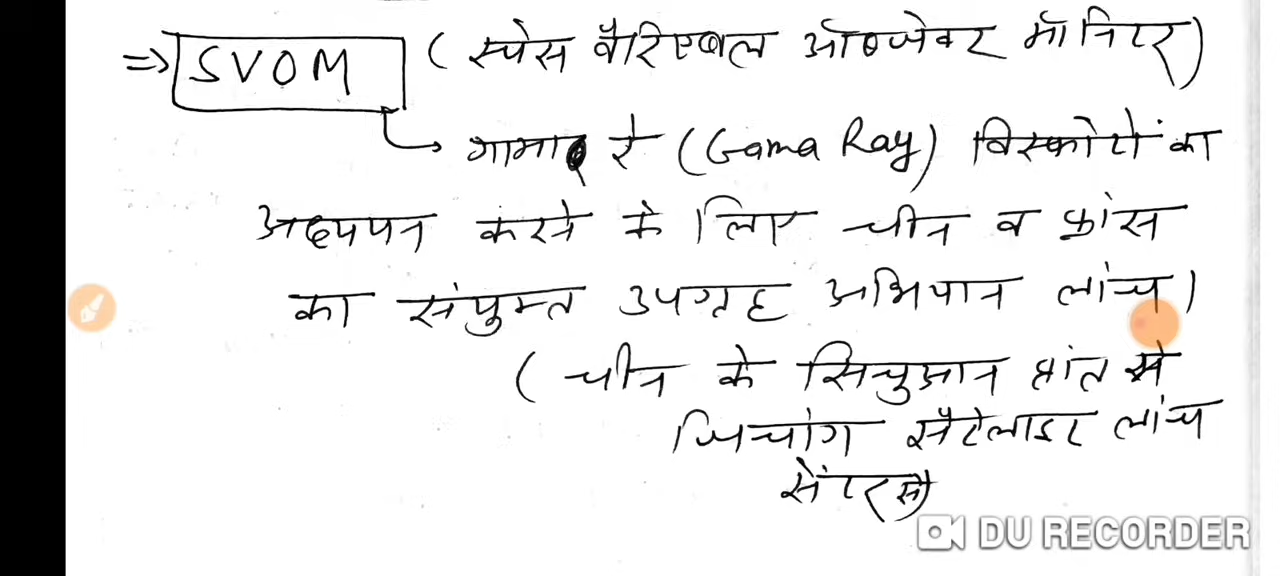 ⇒ SVOM (स्पेस वैरिएबल ऑब्जेक्ट मॉनिटर)
→ गामा रे (Gama Ray) विस्फोटों का
अध्ययन करने के लिए चीन व फ्रांस
का संयुक्त उपग्रह अभियान लांच।
(चीन के सिचुआन प्रांत से
जिचांग सैटेलाइट लांच
सेंटर से)
DU RECORDER